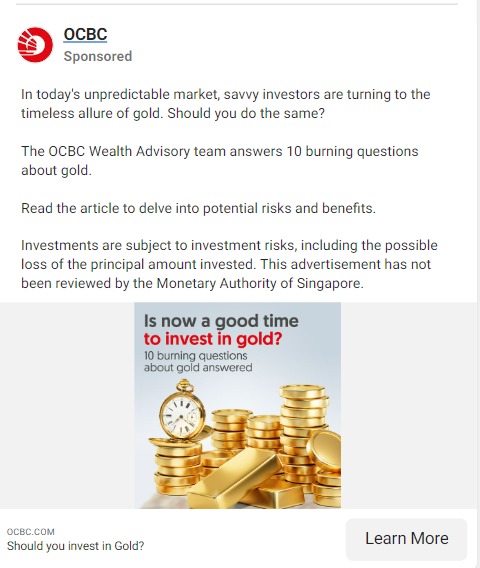 OCBC
Sponsored
In today's unpredictable market, savvy investors are turning to the
timeless allure of gold. Should you do the same?
The OCBC Wealth Advisory team answers 10 burning questions
about gold.
Read the article to delve into potential risks and benefits.
Investments are subject to investment risks, including the possible
loss of the principal amount invested. This advertisement has not
been reviewed by the Monetary Authority of Singapore.
Is now a good time
to invest in gold?
10 burning questions
about gold answered
OCBC.COM
Should you invest in Gold?
Learn More